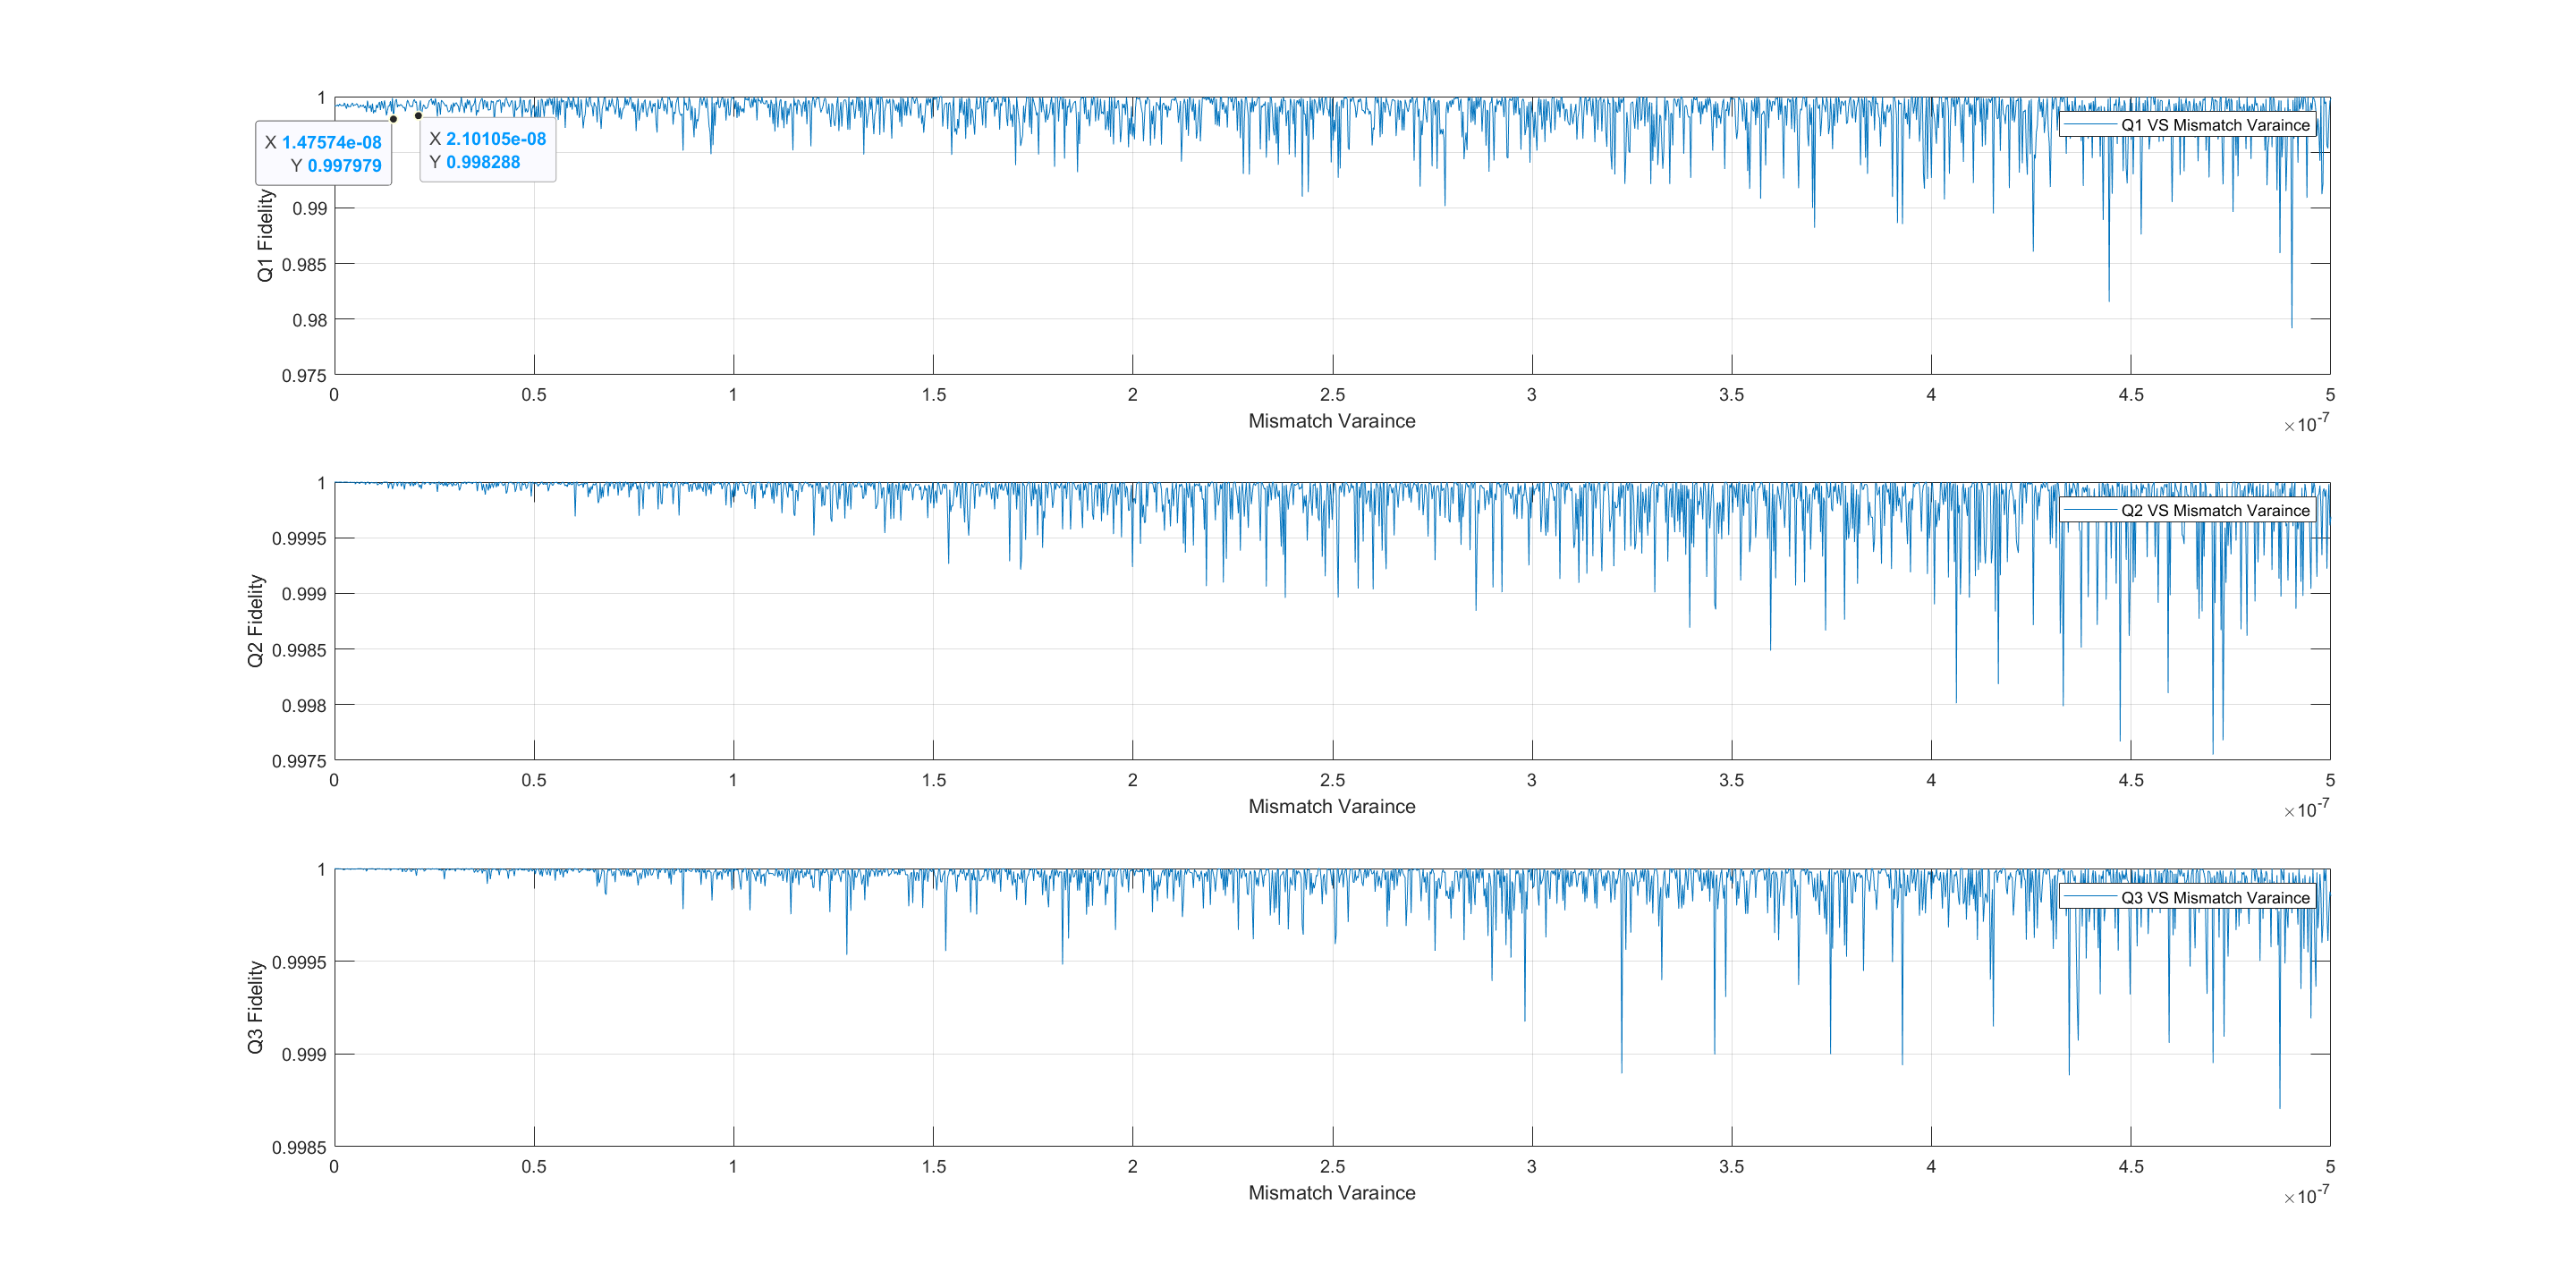 1
X 1.47574e-08
Y 0.997979
X 2.10105e-08
Y 0.998288
Q1 VS Mismatch Varaince
0.99
0.985
0.98
0.975
Q1 Fidelity
0 0.5 1 1.5 2 2.5 3 3.5 4 4.5 5
Mismatch Varaince
×10-7
1
Q2 VS Mismatch Varaince
0.9995
0.999
0.9985
0.998
0.9975
Q2 Fidelity
0 0.5 1 1.5 2 2.5 3 3.5 4 4.5 5
Mismatch Varaince
×10-7
1
Q3 VS Mismatch Varaince
0.9995
0.999
0.9985
Q3 Fidelity
0 0.5 1 1.5 2 2.5 3 3.5 4 4.5 5
Mismatch Varaince
×10-7